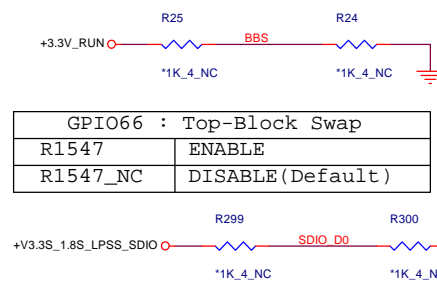 R25 R24
+3.3V_RUN BBS
*1K_4_NC *1K_4_NC
GPIO66 : Top-Block Swap
R1547 ENABLE
R1547_NC DISABLE(Default)
R299 R300
+V3.3S_1.8S_LPSS_SDIO SDIO_D0
*1K_4_NC